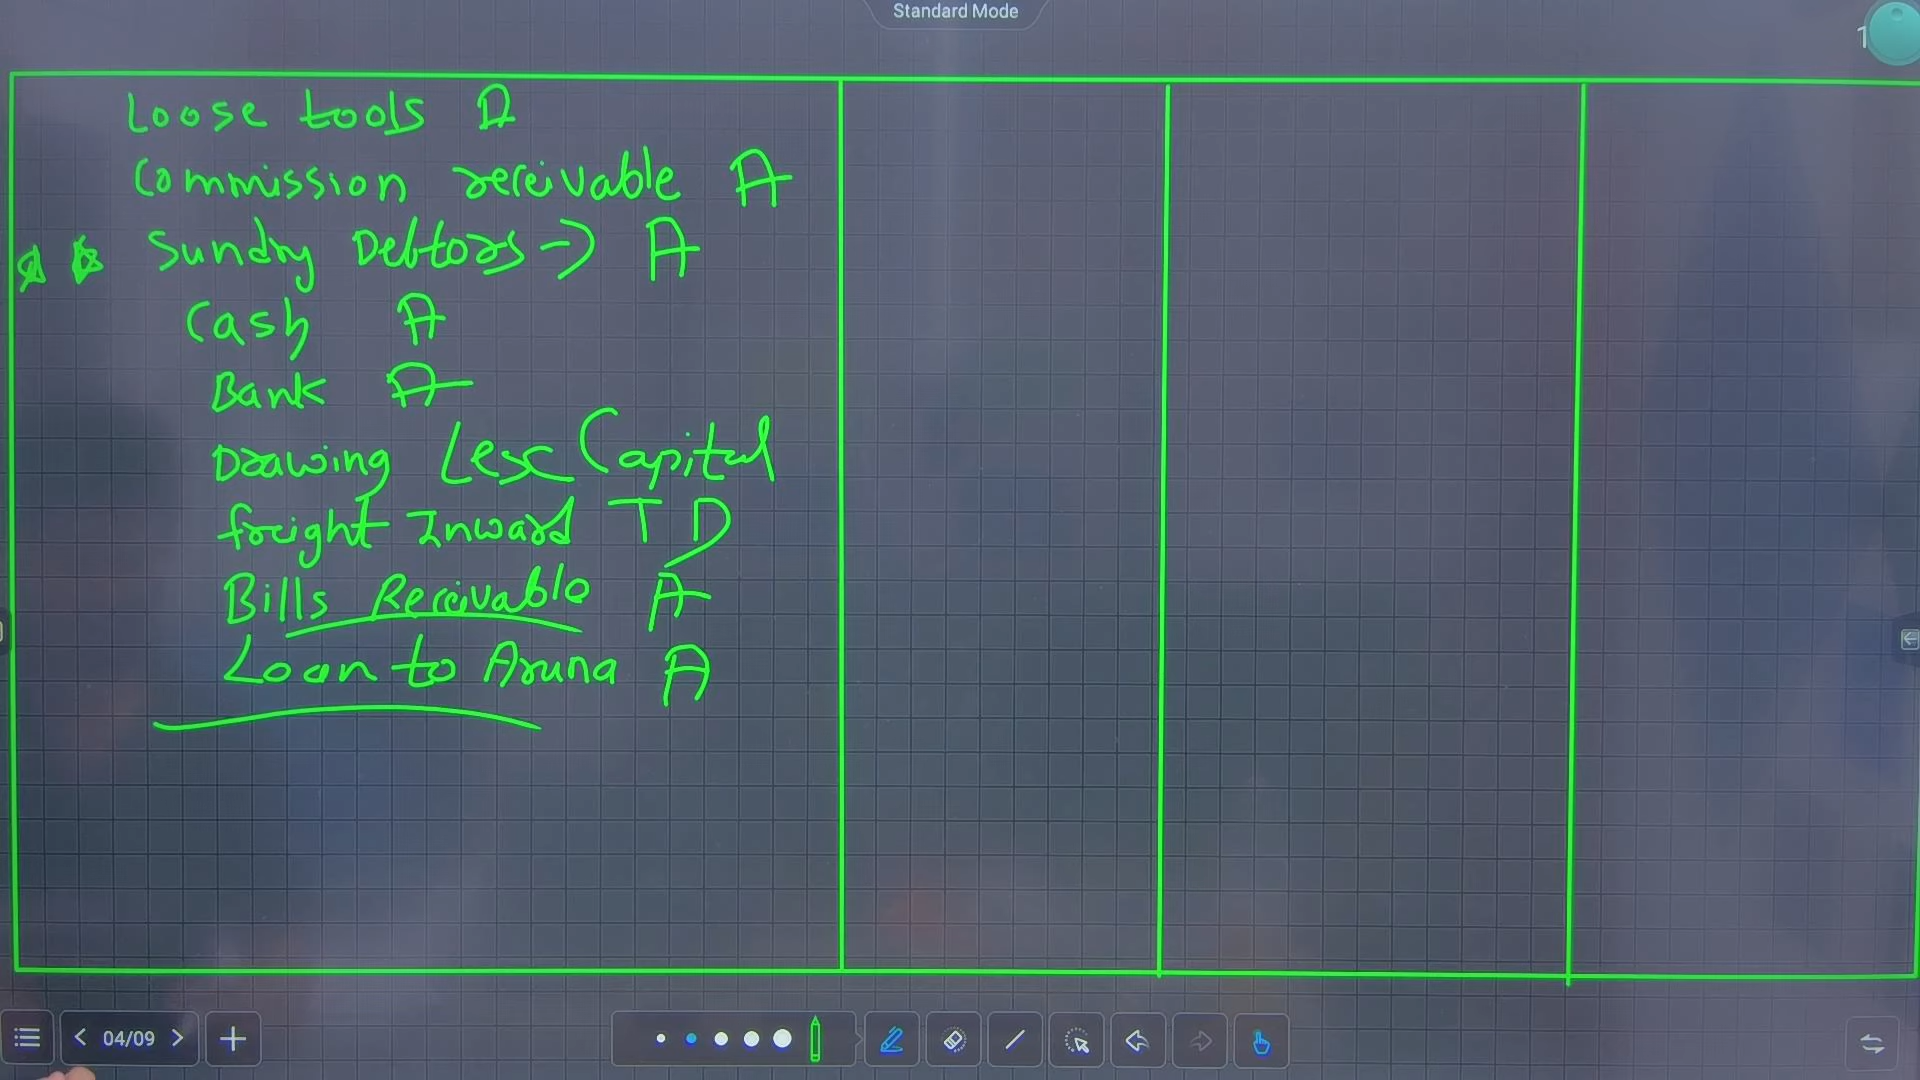 Standard Mode
1
Loose tools A
Commission receivable A
Sundry Debtors -> A
Cash A
Bank A
Drawing Less Capital
freight Inward T D
Bills Receivable A
Loan to Aruna A
04/09